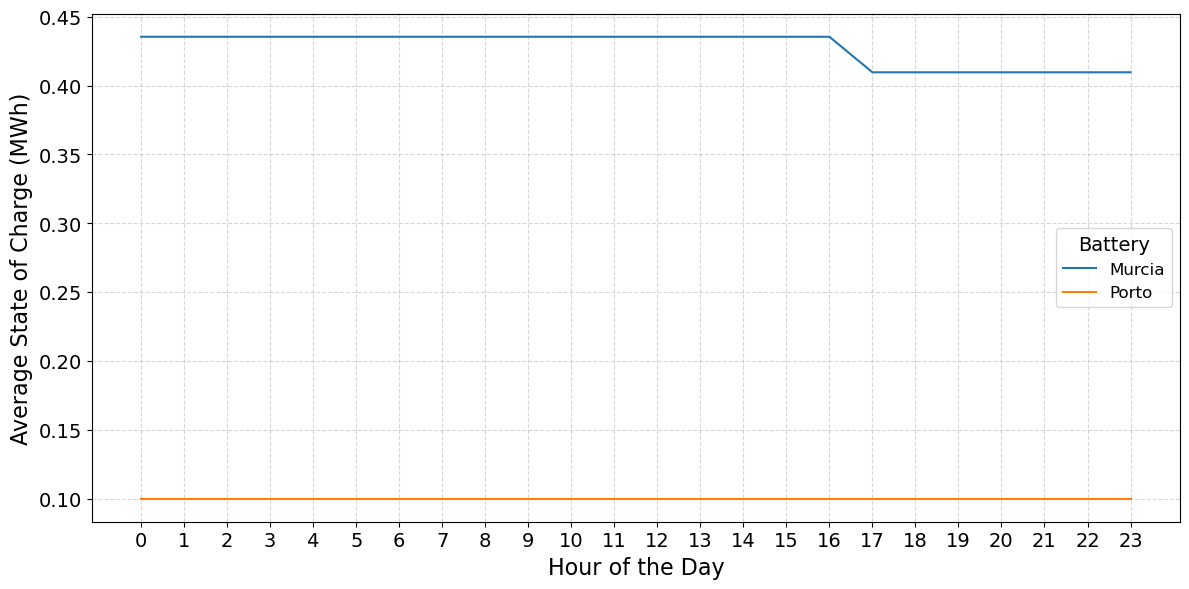 Average State of Charge (MWh)
0.45
0.40
0.35
0.30
0.25
0.20
0.15
0.10
Battery
Murcia
Porto
0 1 2 3 4 5 6 7 8 9 10 11 12 13 14 15 16 17 18 19 20 21 22 23
Hour of the Day